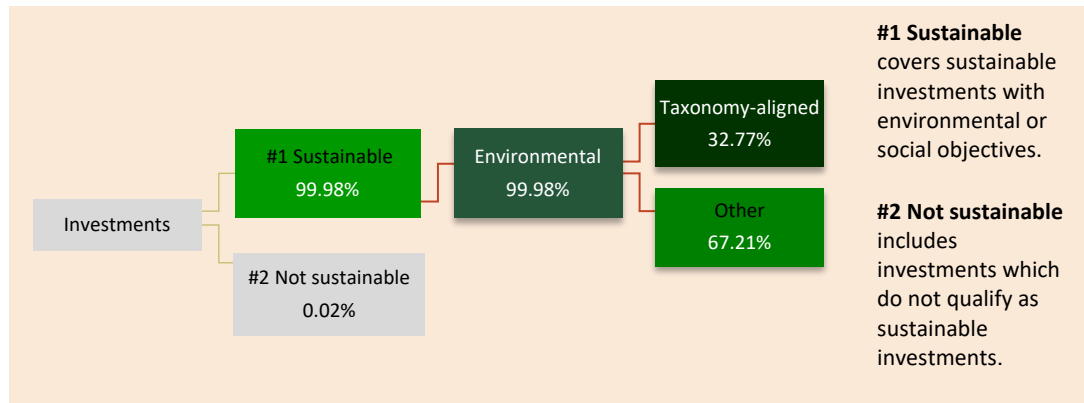 Investments
#1 Sustainable
99.98%
#2 Not sustainable
0.02%
Environmental
99.98%
Taxonomy-aligned
32.77%
Other
67.21%
#1 Sustainable
covers sustainable
investments with
environmental or
social objectives.
#2 Not sustainable
includes
investments which
do not qualify as
sustainable
investments.